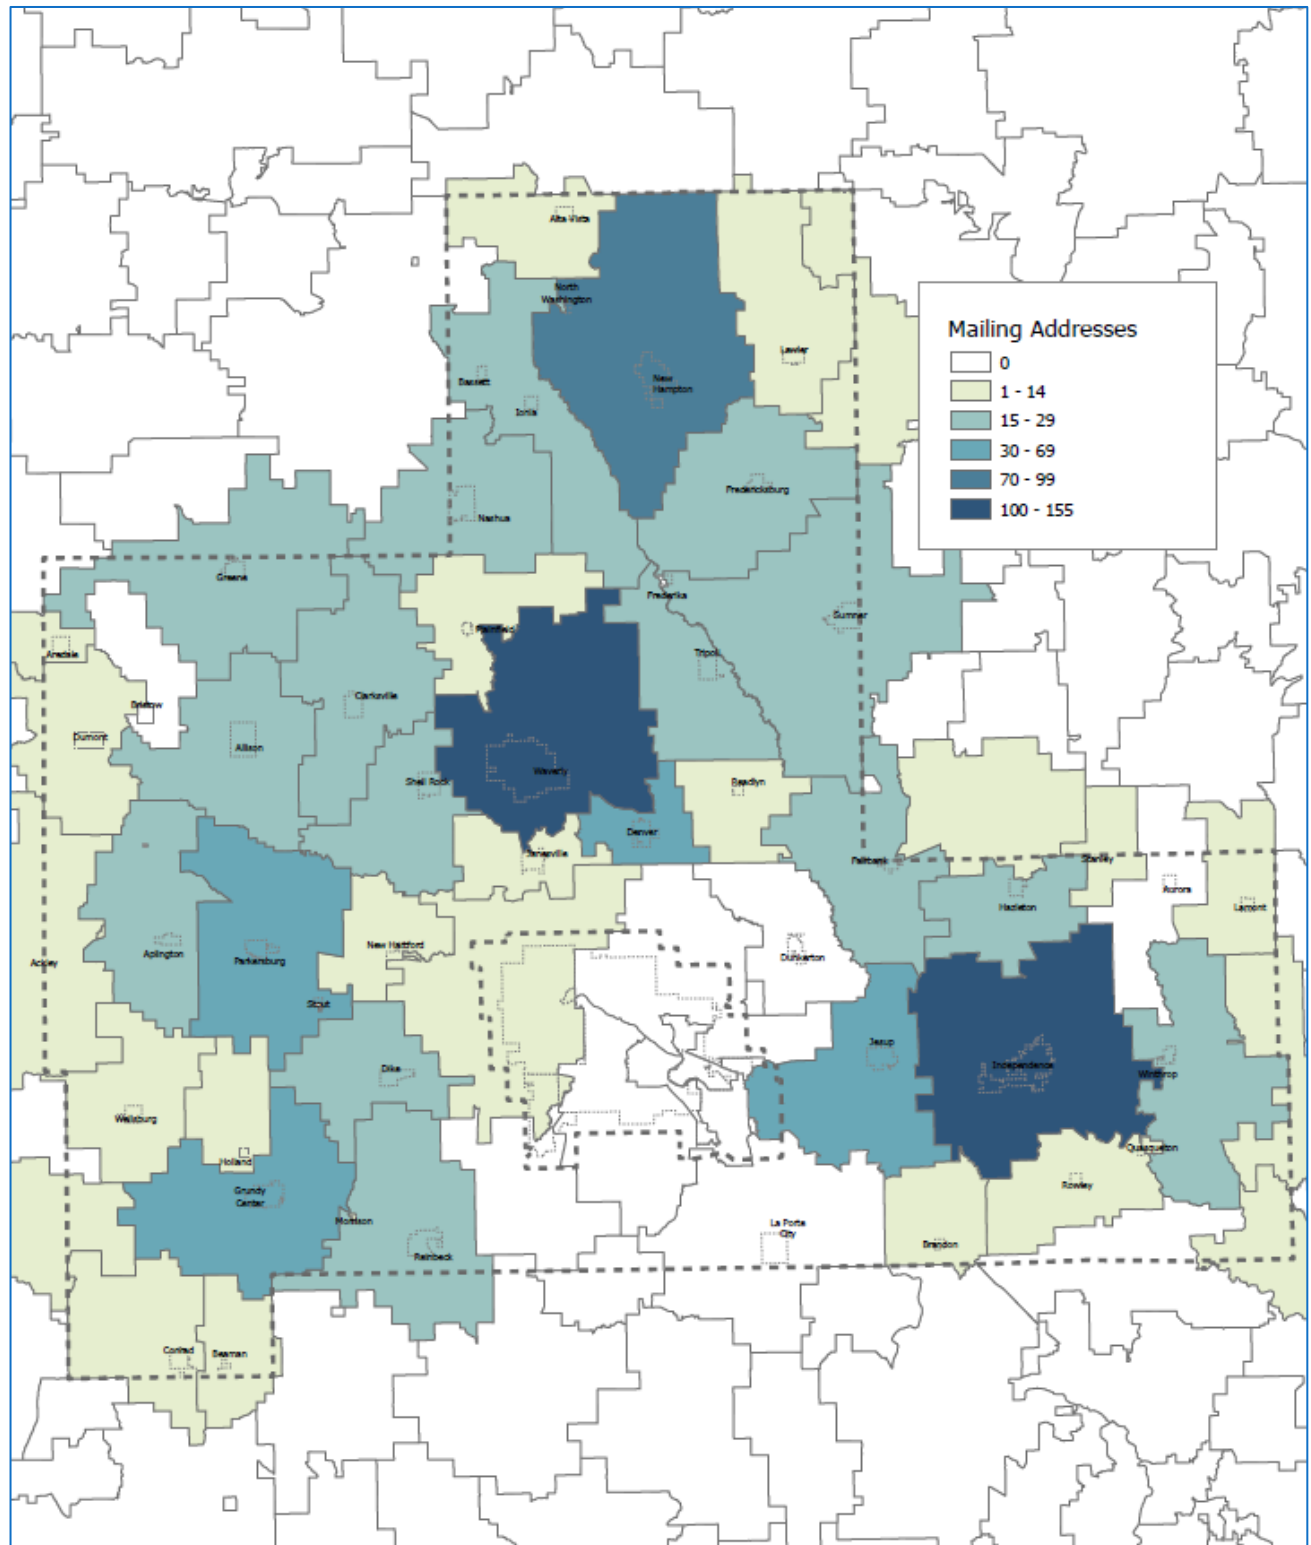 Alta Vista
North
Washington
Mailing Addresses
0
1 - 14
15 - 29
30 - 69
70 - 99
100 - 155
Lawler
Bassett
New
Hampton
Ionia
Fredericksburg
Nashua
Greene
Frederika
Sumner
Plainfield
Aredale
Tripoli
Clarksville
Bristow
Dumont
Allison
Waverly
Shell Rock
Readlyn
Denver
Janesville
Fairbank
Stanley
Aurora
Hazleton
Lamont
New Hartford
Aplington
Dunkerton
Parkersburg
Ackley
Stout
Jesup
Independence
Dike
Winthrop
Wellsburg
Quasqueton
Holland
Rowley
Grundy
Center
Morrison
La Porte
City
Reinbeck
Brandon
Conrad
Beaman